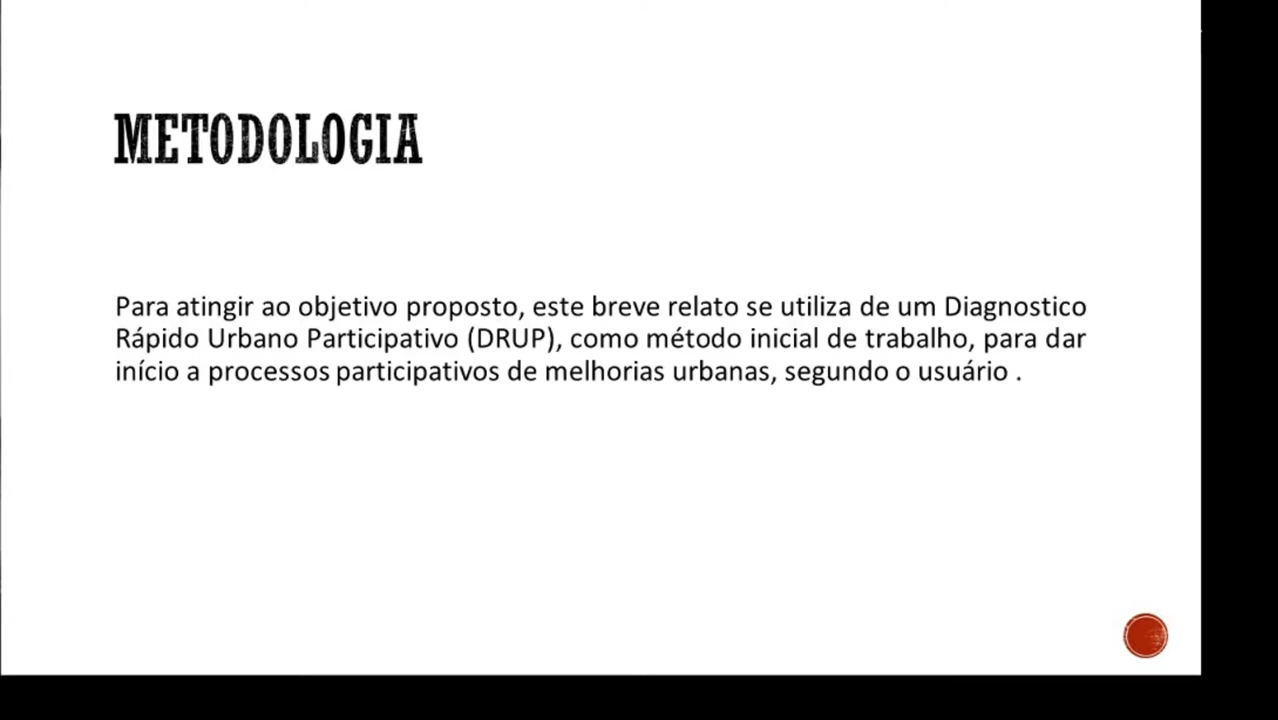 METODOLOGIA
Para atingir ao objetivo proposto, este breve relato se utiliza de um Diagnostico
Rápido Urbano Participativo (DRUP), como método inicial de trabalho, para dar
início a processos participativos de melhorias urbanas, segundo o usuário .